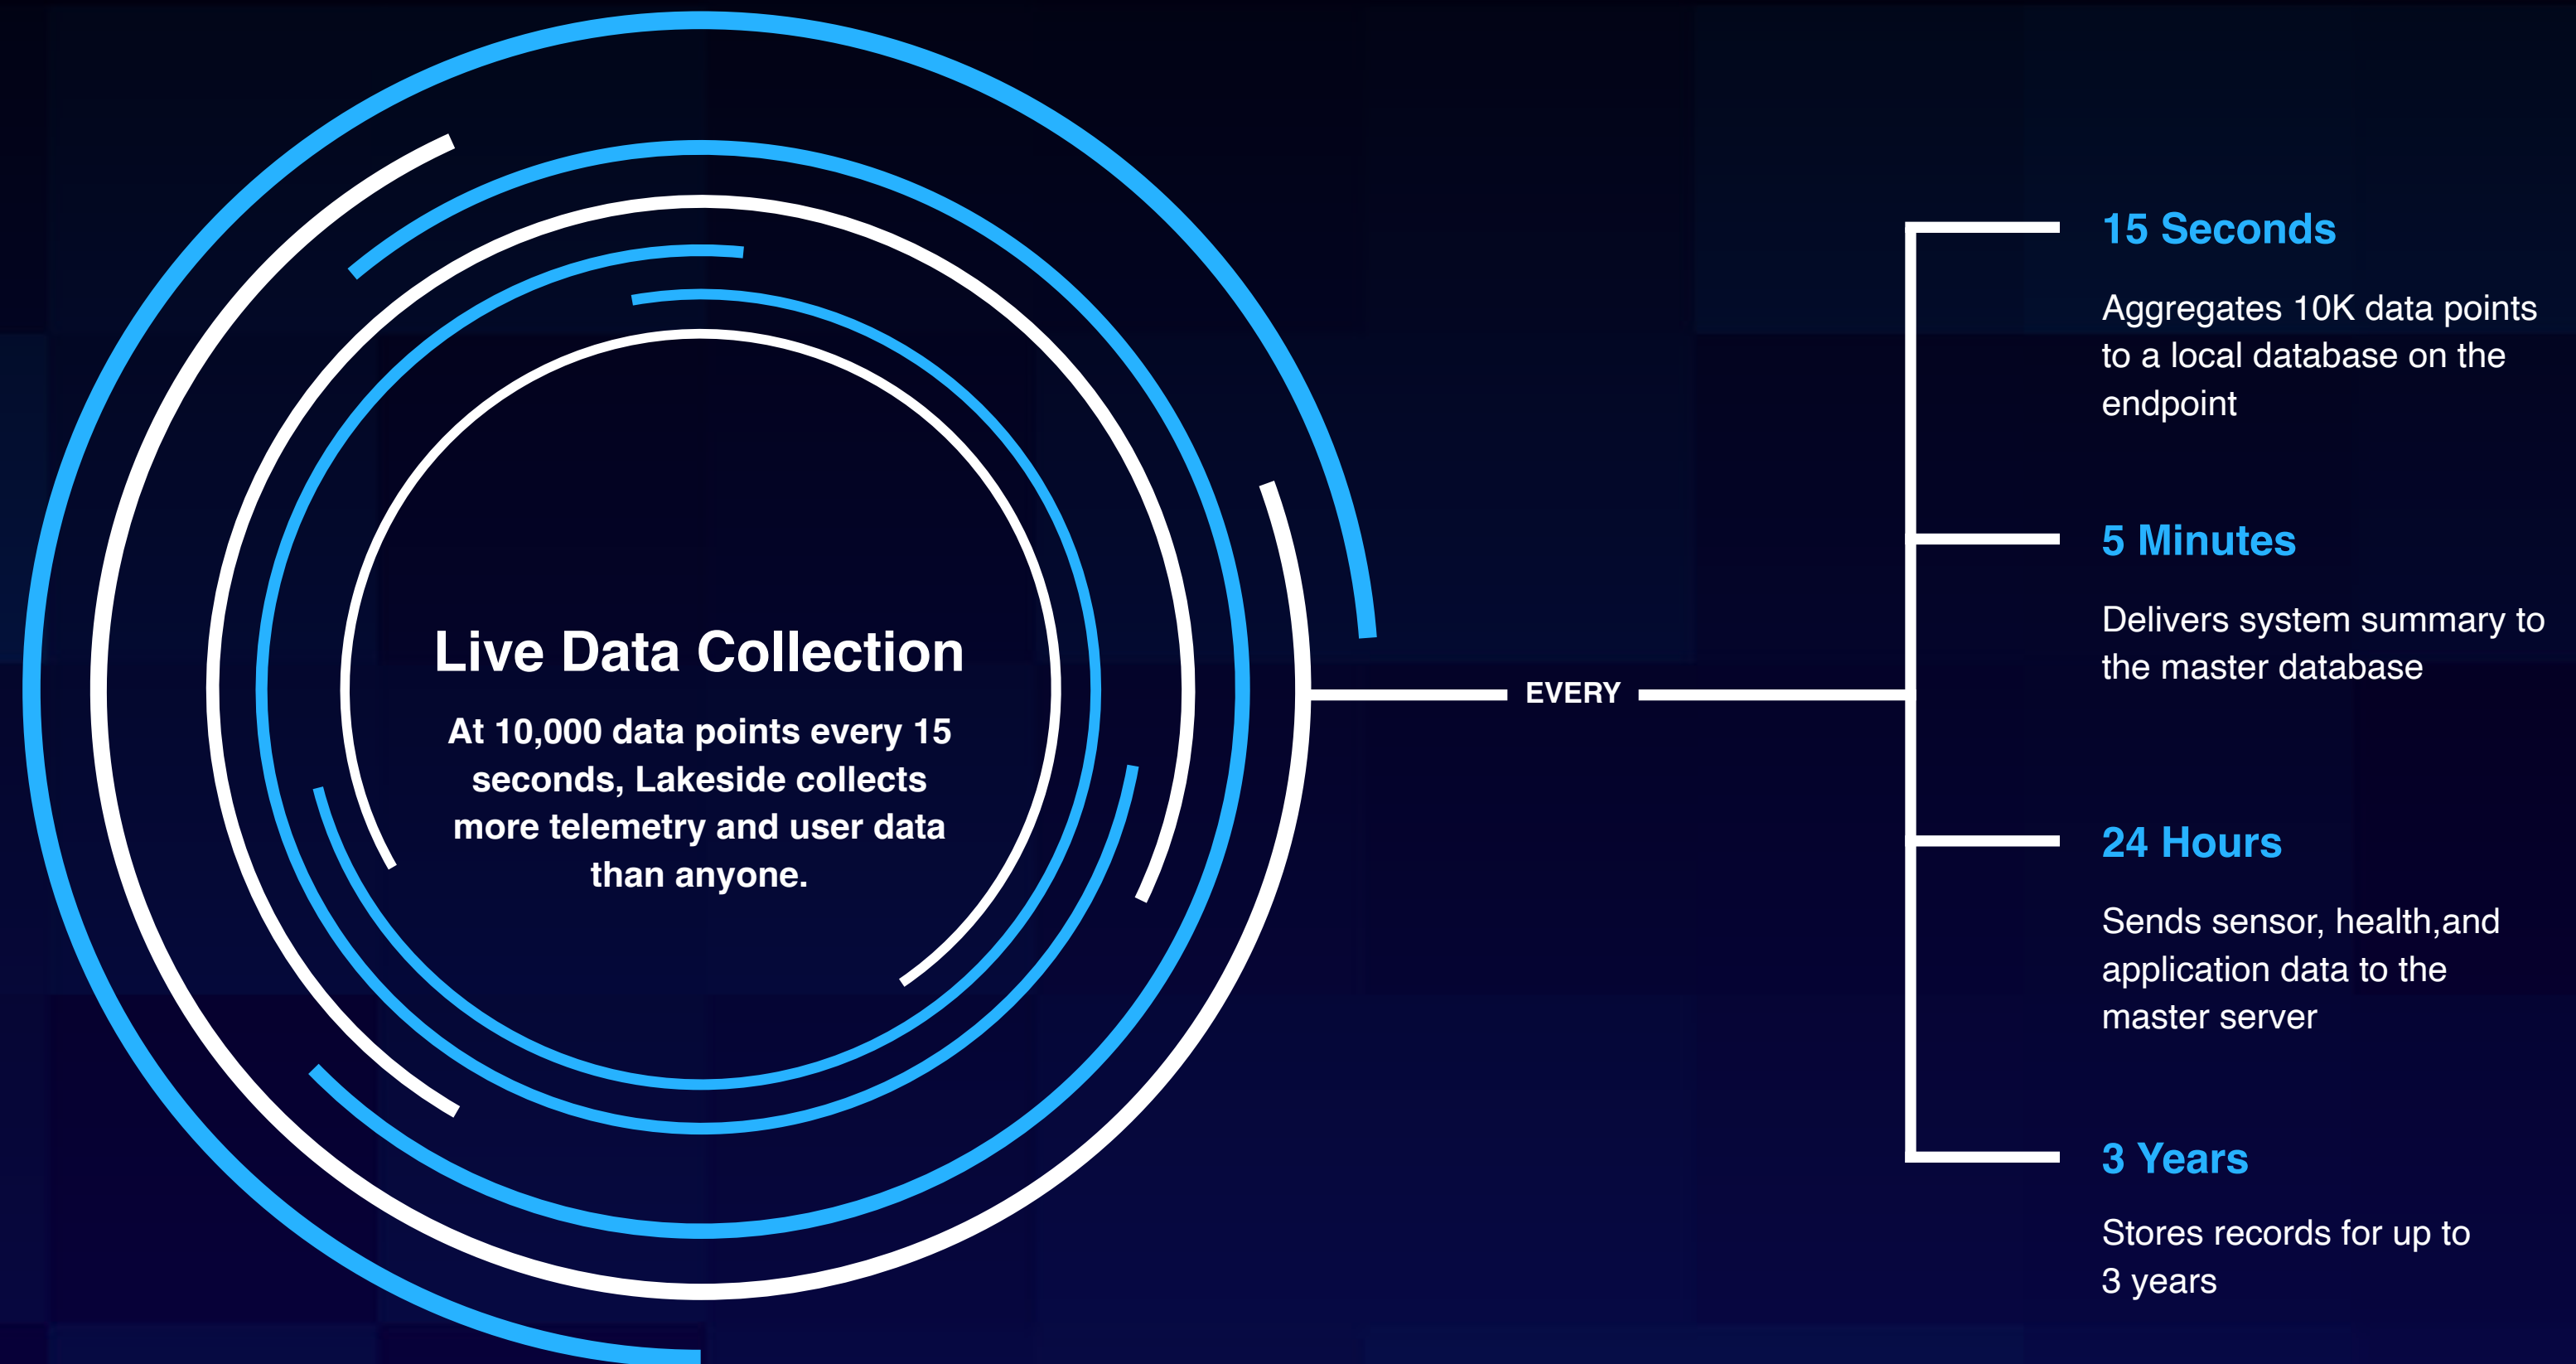 Live Data Collection
At 10,000 data points every 15
seconds, Lakeside collects
more telemetry and user data
than anyone.
EVERY
15 Seconds
Aggregates 10K data points
to a local database on the
endpoint
5 Minutes
Delivers system summary to
the master database
24 Hours
Sends sensor, health,and
application data to the
master server
3 Years
Stores records for up to
3 years